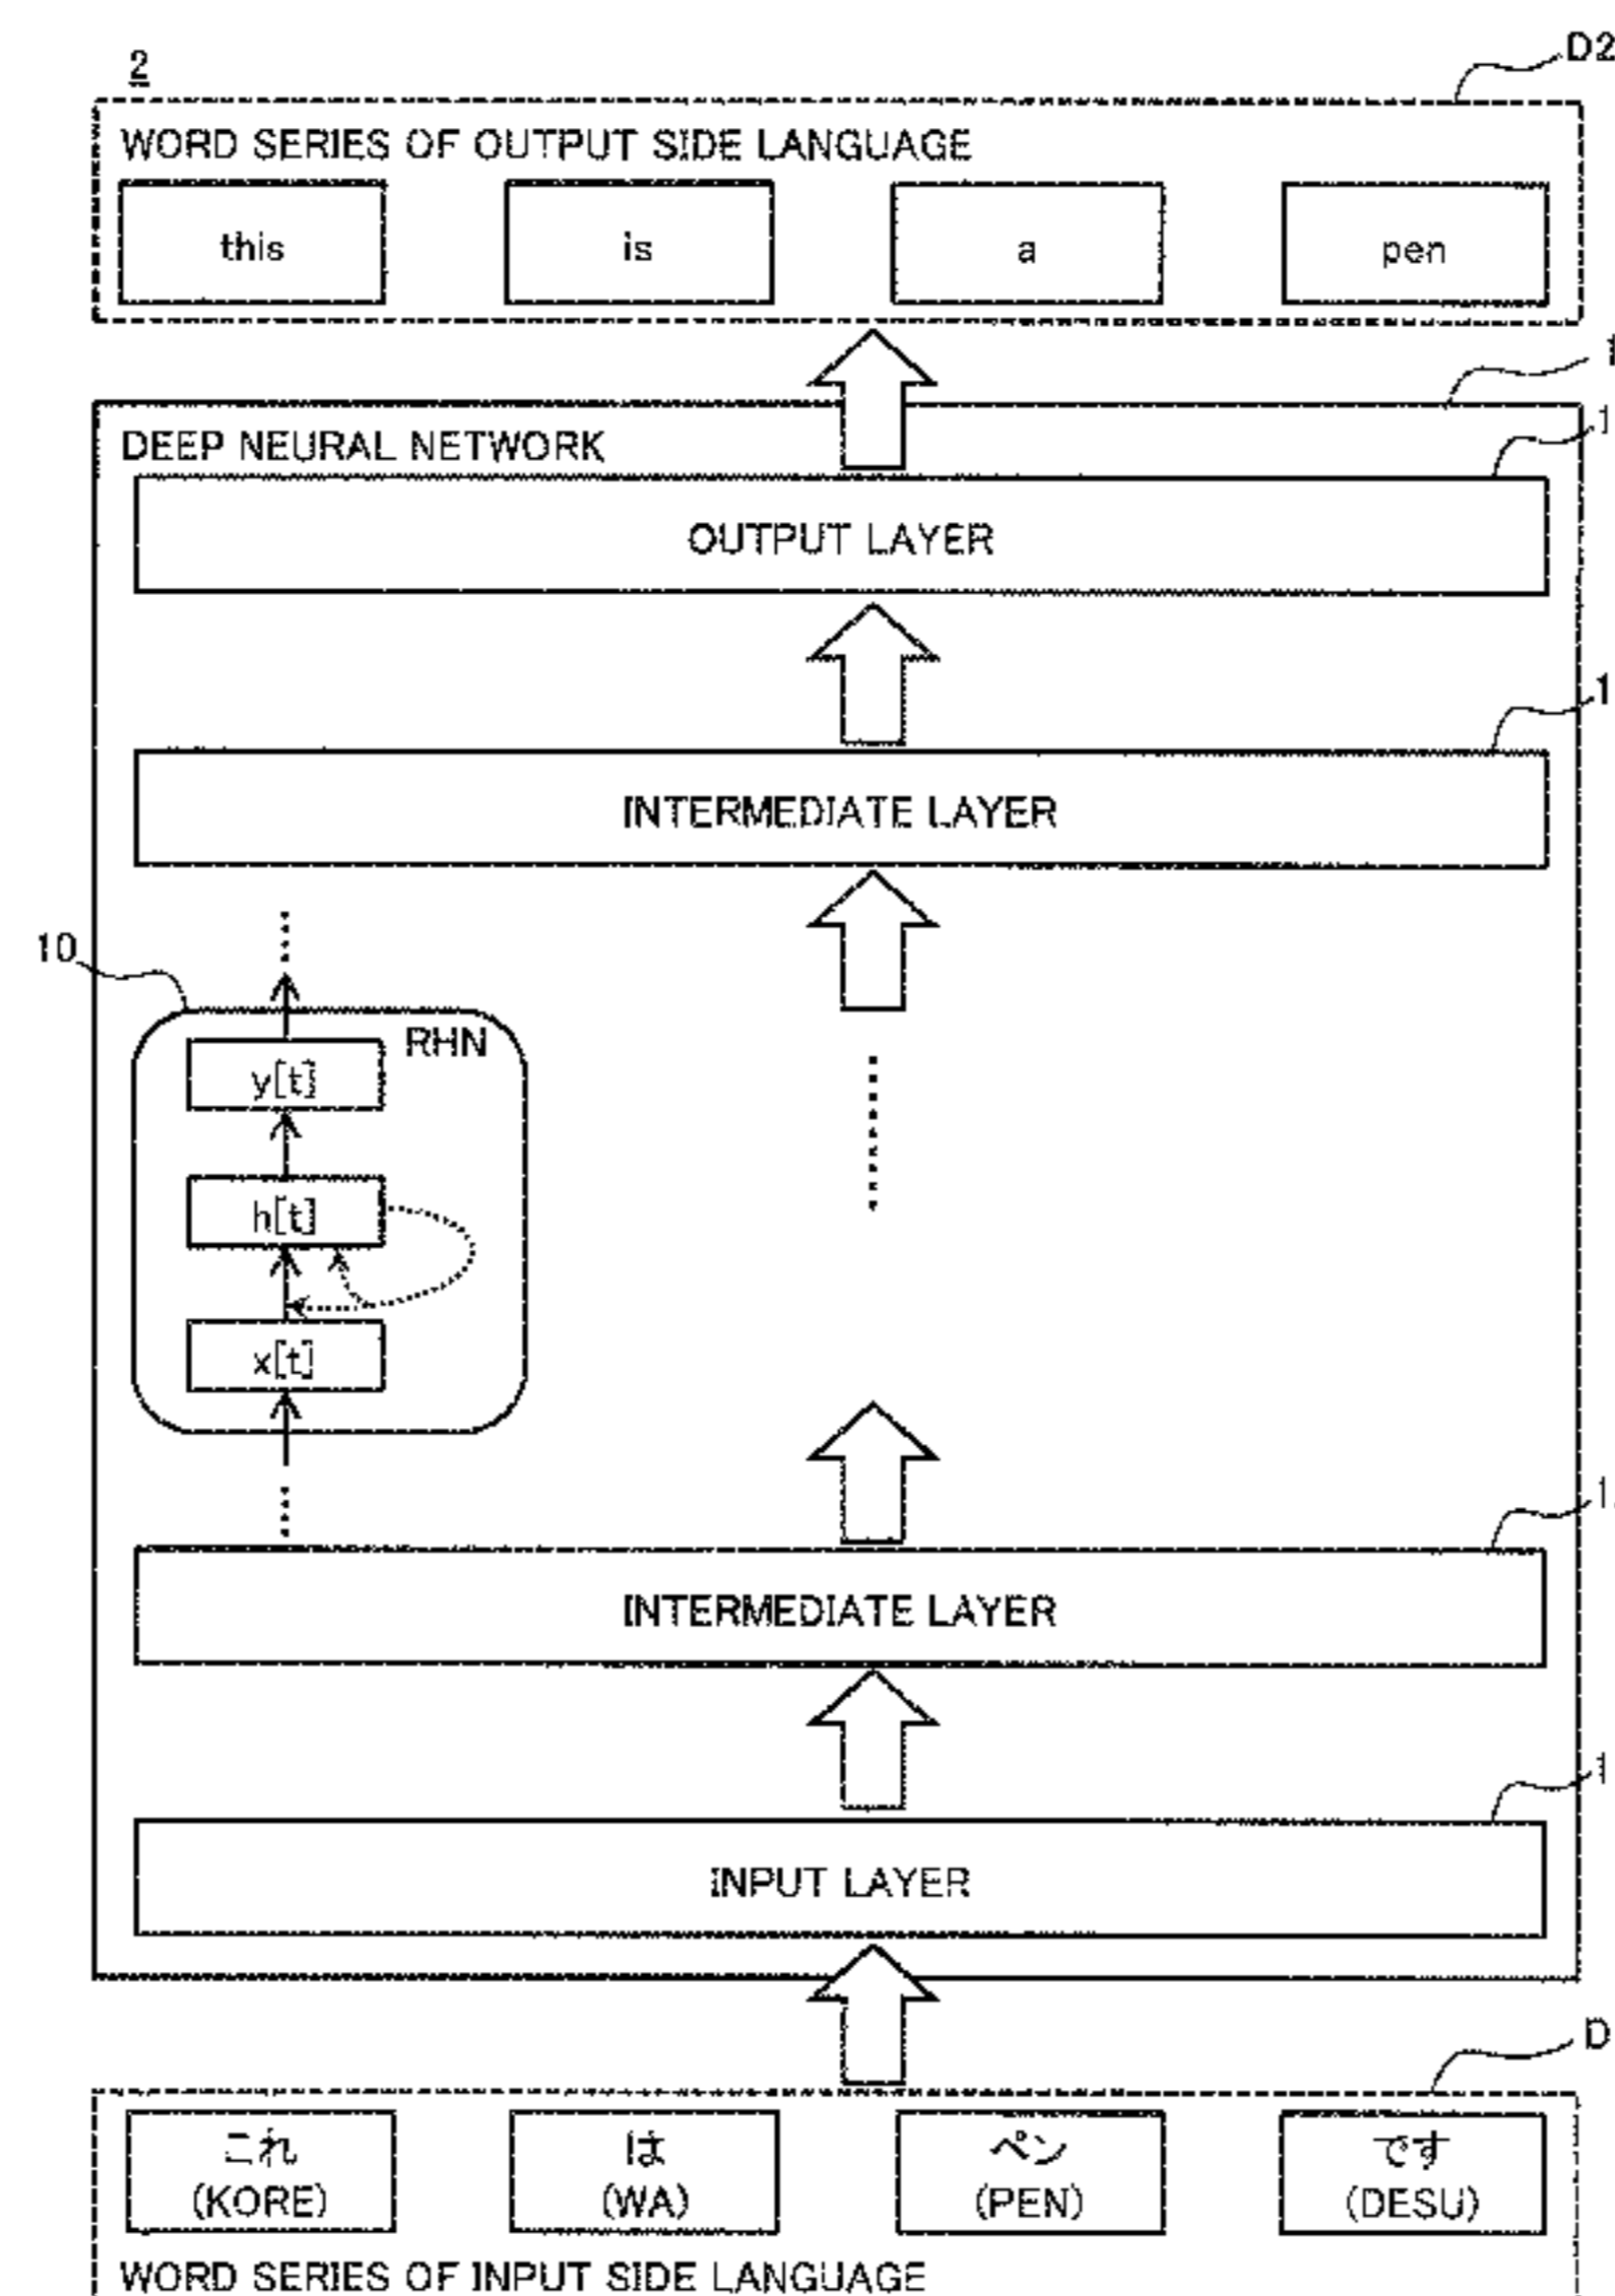 2
D2
WORD SERIES OF OUTPUT SIDE LANGUAGE
this is a pen
DEEP NEURAL NETWORK
OUTPUT LAYER
INTERMEDIATE LAYER
10
RHN
y[t]
h[t]
x[t]
INTERMEDIATE LAYER
INPUT LAYER
D
これ は ペン です
(KORE) (WA) (PEN) (DESU)
WORD SERIES OF INPUT SIDE LANGUAGE